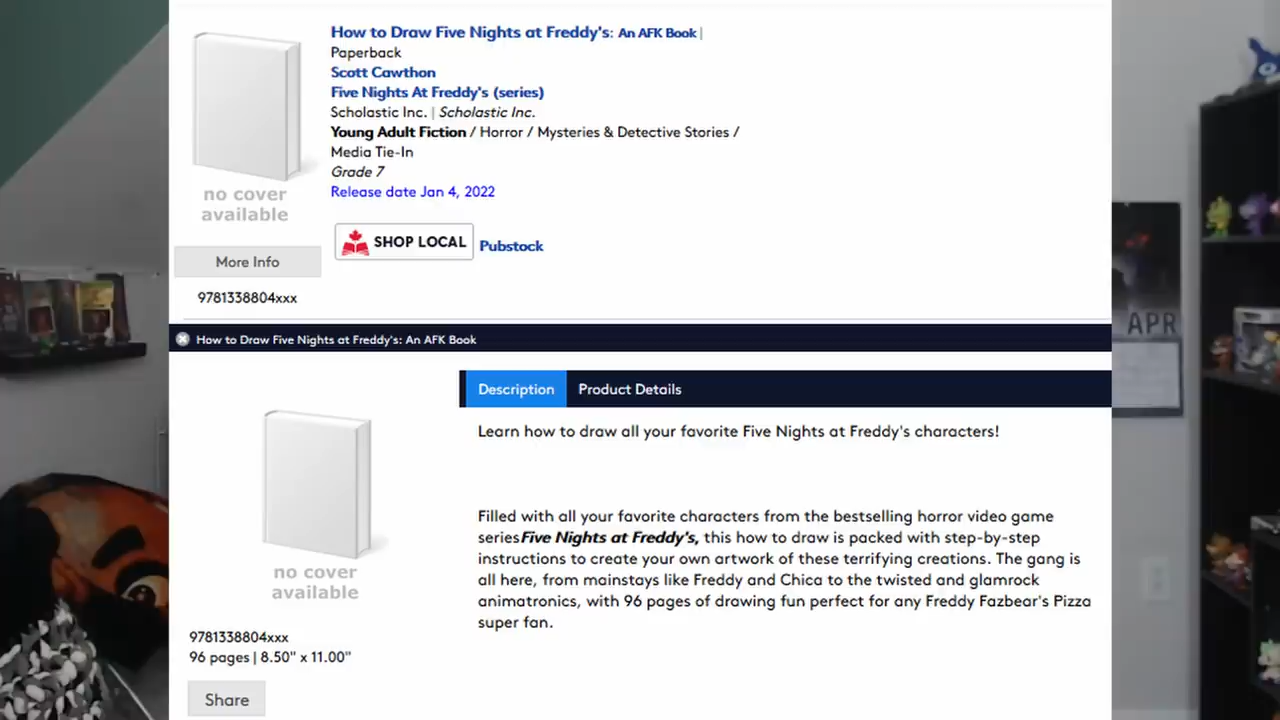 How to Draw Five Nights at Freddy's: An AFK Book |
Paperback
Scott Cawthon
Five Nights At Freddy's (series)
Scholastic Inc. | Scholastic Inc.
Young Adult Fiction / Horror / Mysteries & Detective Stories /
Media Tie-In
Grade 7
Release date Jan 4, 2022
no cover
available
SHOP LOCAL Pubstock
More Info
9781338804xxx
How to Draw Five Nights at Freddy's: An AFK Book
Description Product Details
Learn how to draw all your favorite Five Nights at Freddy's characters!
Filled with all your favorite characters from the bestselling horror video game
seriesFive Nights at Freddy's, this how to draw is packed with step-by-step
instructions to create your own artwork of these terrifying creations. The gang is
all here, from mainstays like Freddy and Chica to the twisted and glamrock
animatronics, with 96 pages of drawing fun perfect for any Freddy Fazbear's Pizza
super fan.
no cover
available
9781338804xxx
96 pages | 8.50" x 11.00"
Share
APR